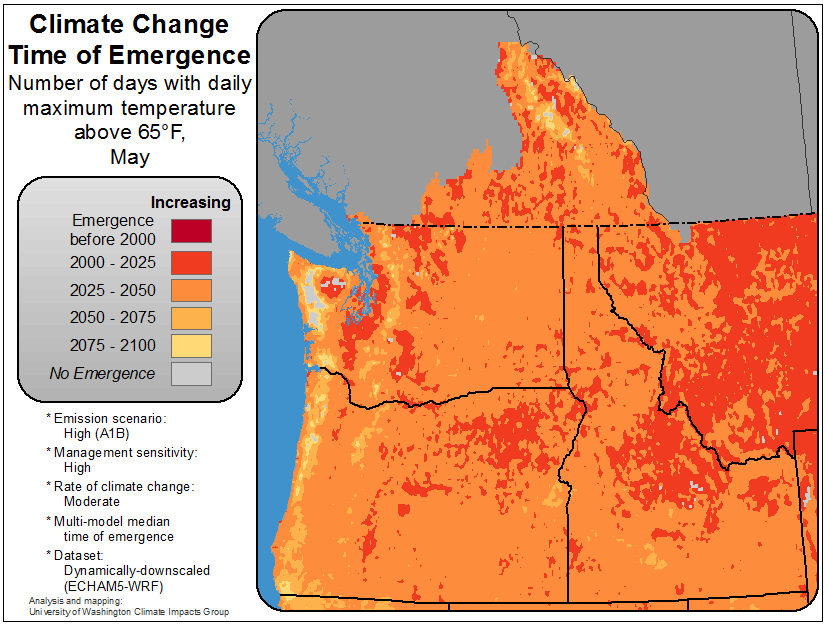 Climate Change
Time of Emergence
Number of days with daily
maximum temperature
above 65°F,
May
Increasing
Emergence
before 2000
2000 - 2025
2025 - 2050
2050 - 2075
2075 - 2100
No Emergence
* Emission scenario:
High (A1B)
* Management sensitivity:
High
* Rate of climate change:
Moderate
* Multi-model median
time of emergence
* Dataset:
Dynamically-downscaled
(ECHAM5-WRF)
Analysis and mapping:
University of Washington Climate Impacts Group